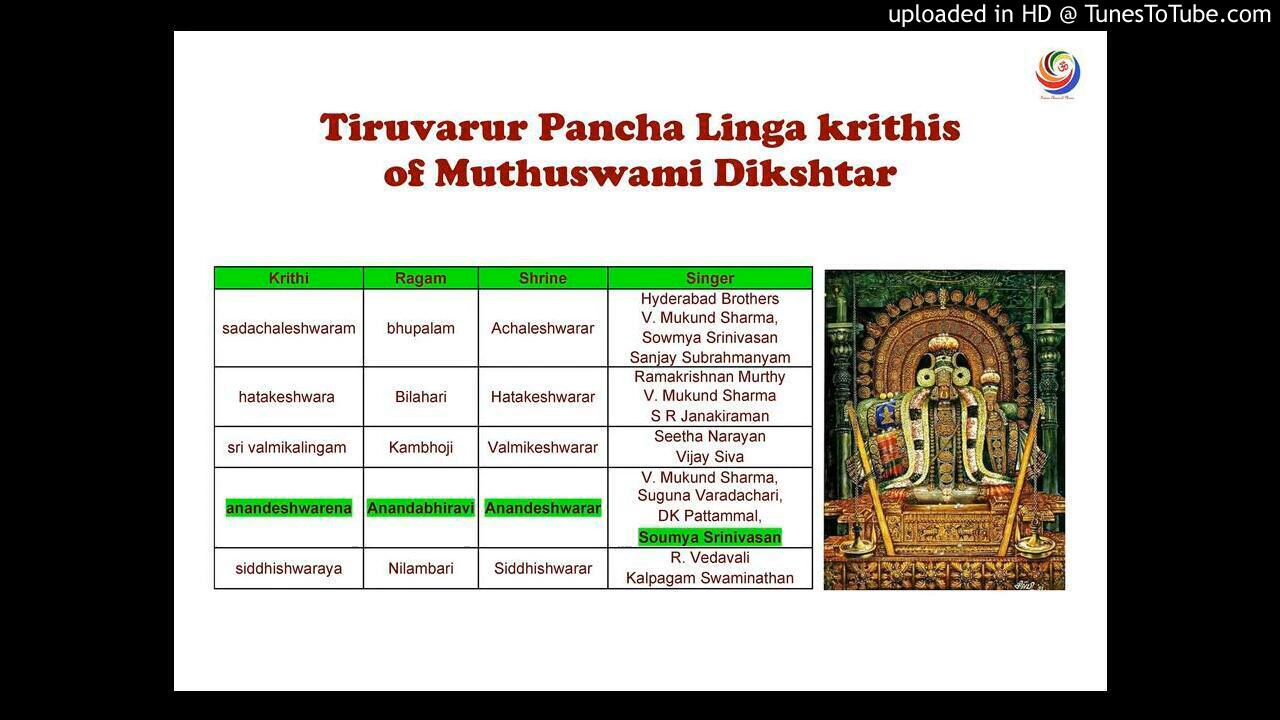 uploaded in HD @ TunesToTube.com
Tiruvarur Pancha Linga krithis
of Muthuswami Dikshtar
Krithi Ragam Shrine Singer
sadachaleshwaram bhupalam Achaleshwarar
Hyderabad Brothers
V. Mukund Sharma,
Sowmya Srinivasan
Sanjay Subrahmanyam
hatakeshwara Bilahari Hatakeshwarar
Ramakrishnan Murthy
V. Mukund Sharma
S R Janakiraman
sri valmikalingam Kambhoji Valmikeshwarar
Seetha Narayan
Vijay Siva
anandeshwarena Anandabhiravi Anandeshwarar
V. Mukund Sharma,
Suguna Varadachari,
DK Pattammal,
Soumya Srinivasan
siddhishwaraya Nilambari Siddhishwarar
R. Vedavali
Kalpagam Swaminathan